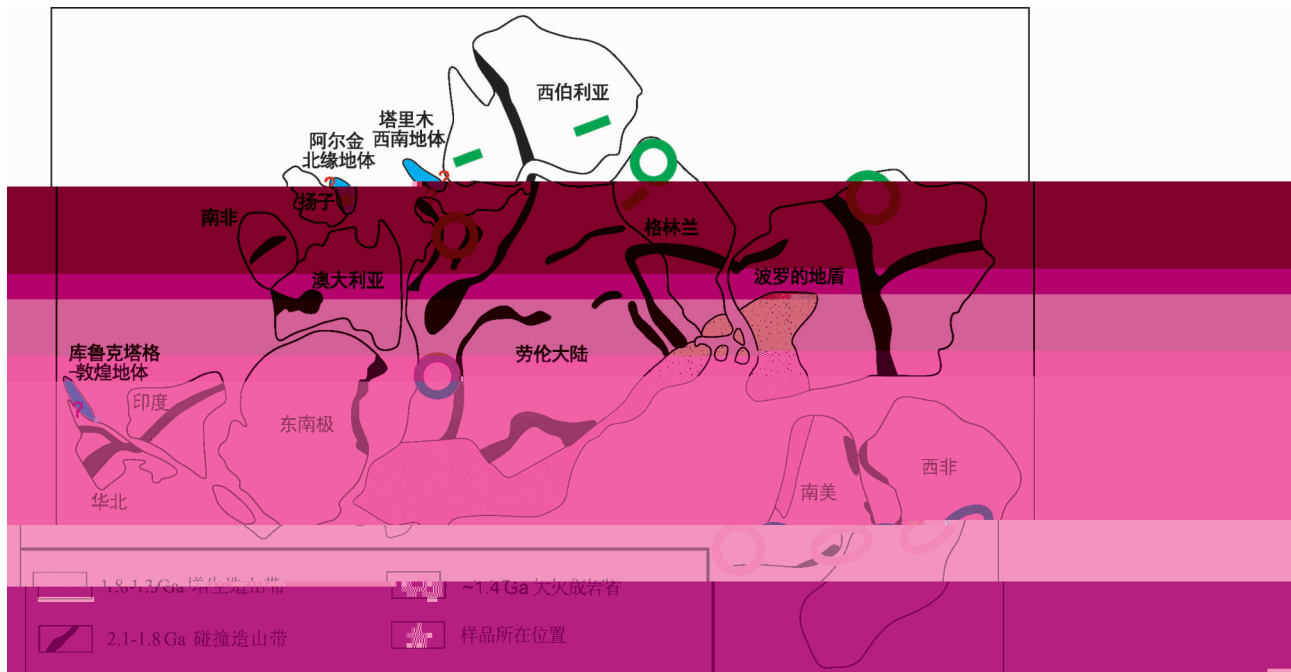 西伯利亚
塔里木
西南地体
阿尔金
北缘地体
?
?
扬子
南非
格林兰
澳大利亚
波罗的地盾
库鲁克塔格
-敦煌地体
劳伦大陆
印度
?
东南极
西非
华北
南美
1.8-1.3 Ga 增生造山带
~1.4 Ga 大火成岩省
2.1-1.8 Ga 碰撞造山带
样品所在位置